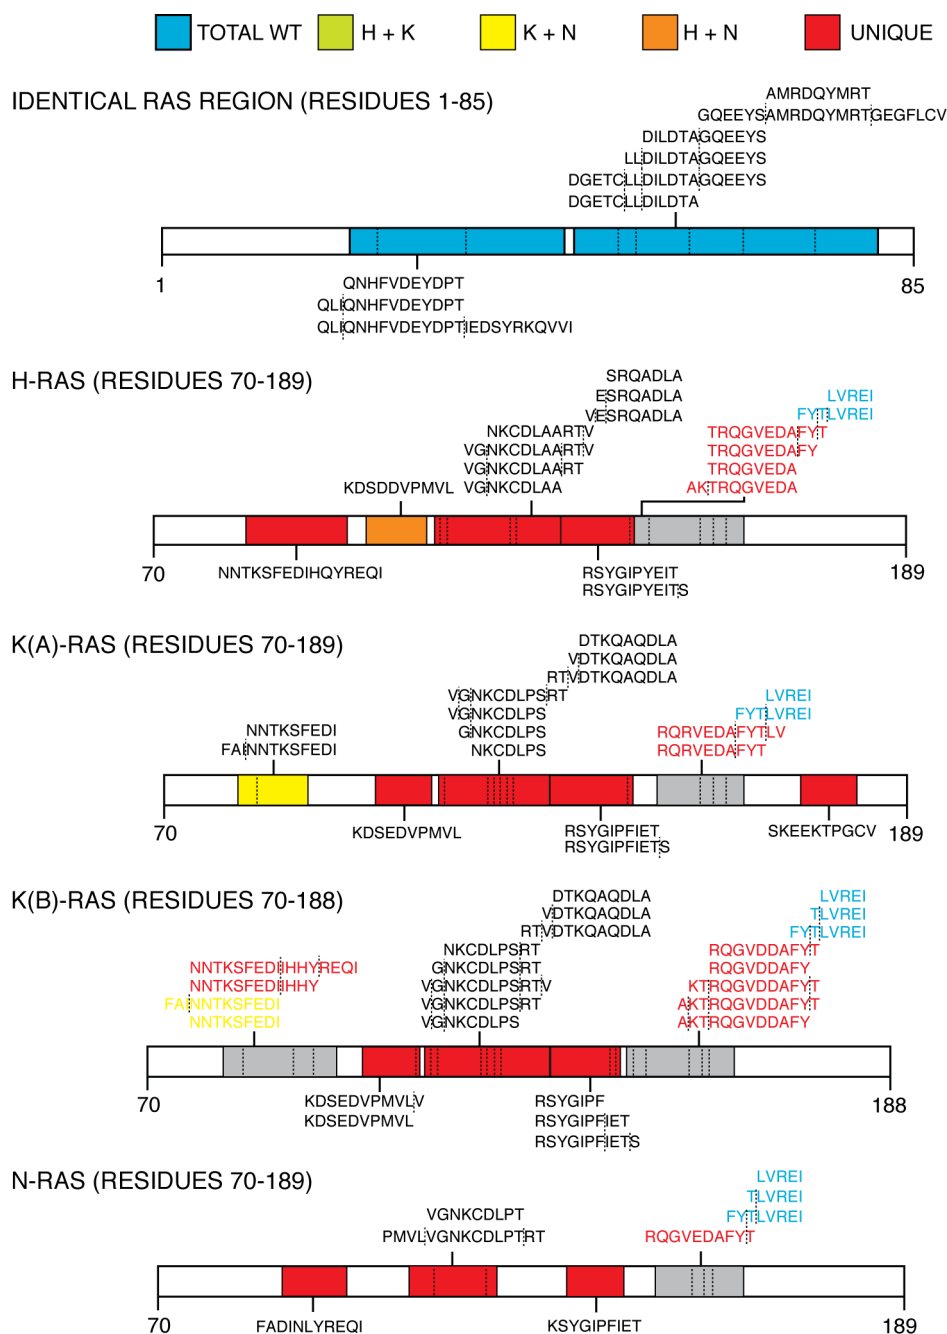 TOTAL WT H + K K + N H + N UNIQUE
IDENTICAL RAS REGION (RESIDUES 1-85)
AMRDQYMRT
GQEEYSAMRDQYMRTGEGFLCV
DILDTAGQEEYS
LLDILDTAGQEEYS
DGETCLLDILDTAGQEEYS
DGETCLLDILDTA
1 85
QNHFVDEYDPT
QLIQNHFVDEYDPT
QLIQNHFVDEYDPTIEDSYRKQVVI
H-RAS (RESIDUES 70-189)
SRQADLA
ESRQADLA
VESRQADLA
NKCDLAARTV
VGNKCDLAARTV
VGNKCDLAART
VGNKCDLAA
LVREI
FYTLVREI
TRQGVEDAFYT
TRQGVEDAFY
TRQGVEDA
AKTRQGVEDA
KDSDDVPMVL
70 189
NNTKSFEDIHQYREQI
RSYGIPYEIT
RSYGIPYEITS
K(A)-RAS (RESIDUES 70-189)
DTKQAQDLA
VDTKQAQDLA
RTVDTKQAQDLA
VGNKCDLPSRT
VGNKCDLPS
GNKCDLPS
NKCDLPS
LVREI
FYTLVREI
RQRVEDAFYTLV
RQRVEDAFYT
NNTKSFEDI
FAINNTKSFEDI
70 189
KDSEDVPMVL
RSYGIPFIET
RSYGIPFIETS
SKEEKTPGCV
K(B)-RAS (RESIDUES 70-188)
DTKQAQDLA
VDTKQAQDLA
RTVDTKQAQDLA
NKCDLPSRT
GNKCDLPSRT
VGNKCDLPSRTV
VGNKCDLPSRT
VGNKCDLPS
LVREI
TLVREI
FYTLVREI
RQGVDDAFYT
RQGVDDAFY
KTRQGVDDAFYT
AKTRQGVDDAFYT
AKTRQGVDDAFY
NNTKSFEDIHHYREQI
NNTKSFEDIHHY
FAINNTKSFEDI
NNTKSFEDI
70 188
KDSEDVPMVLV
KDSEDVPMVL
RSYGIPF
RSYGIPFIET
RSYGIPFIETS
N-RAS (RESIDUES 70-189)
LVREI
TLVREI
FYTLVREI
RQGVEDAFYT
VGNKCDLPT
PMVLVGNKCDLPTRT
70 189
FADINLYREQI
KSYGIPFIET